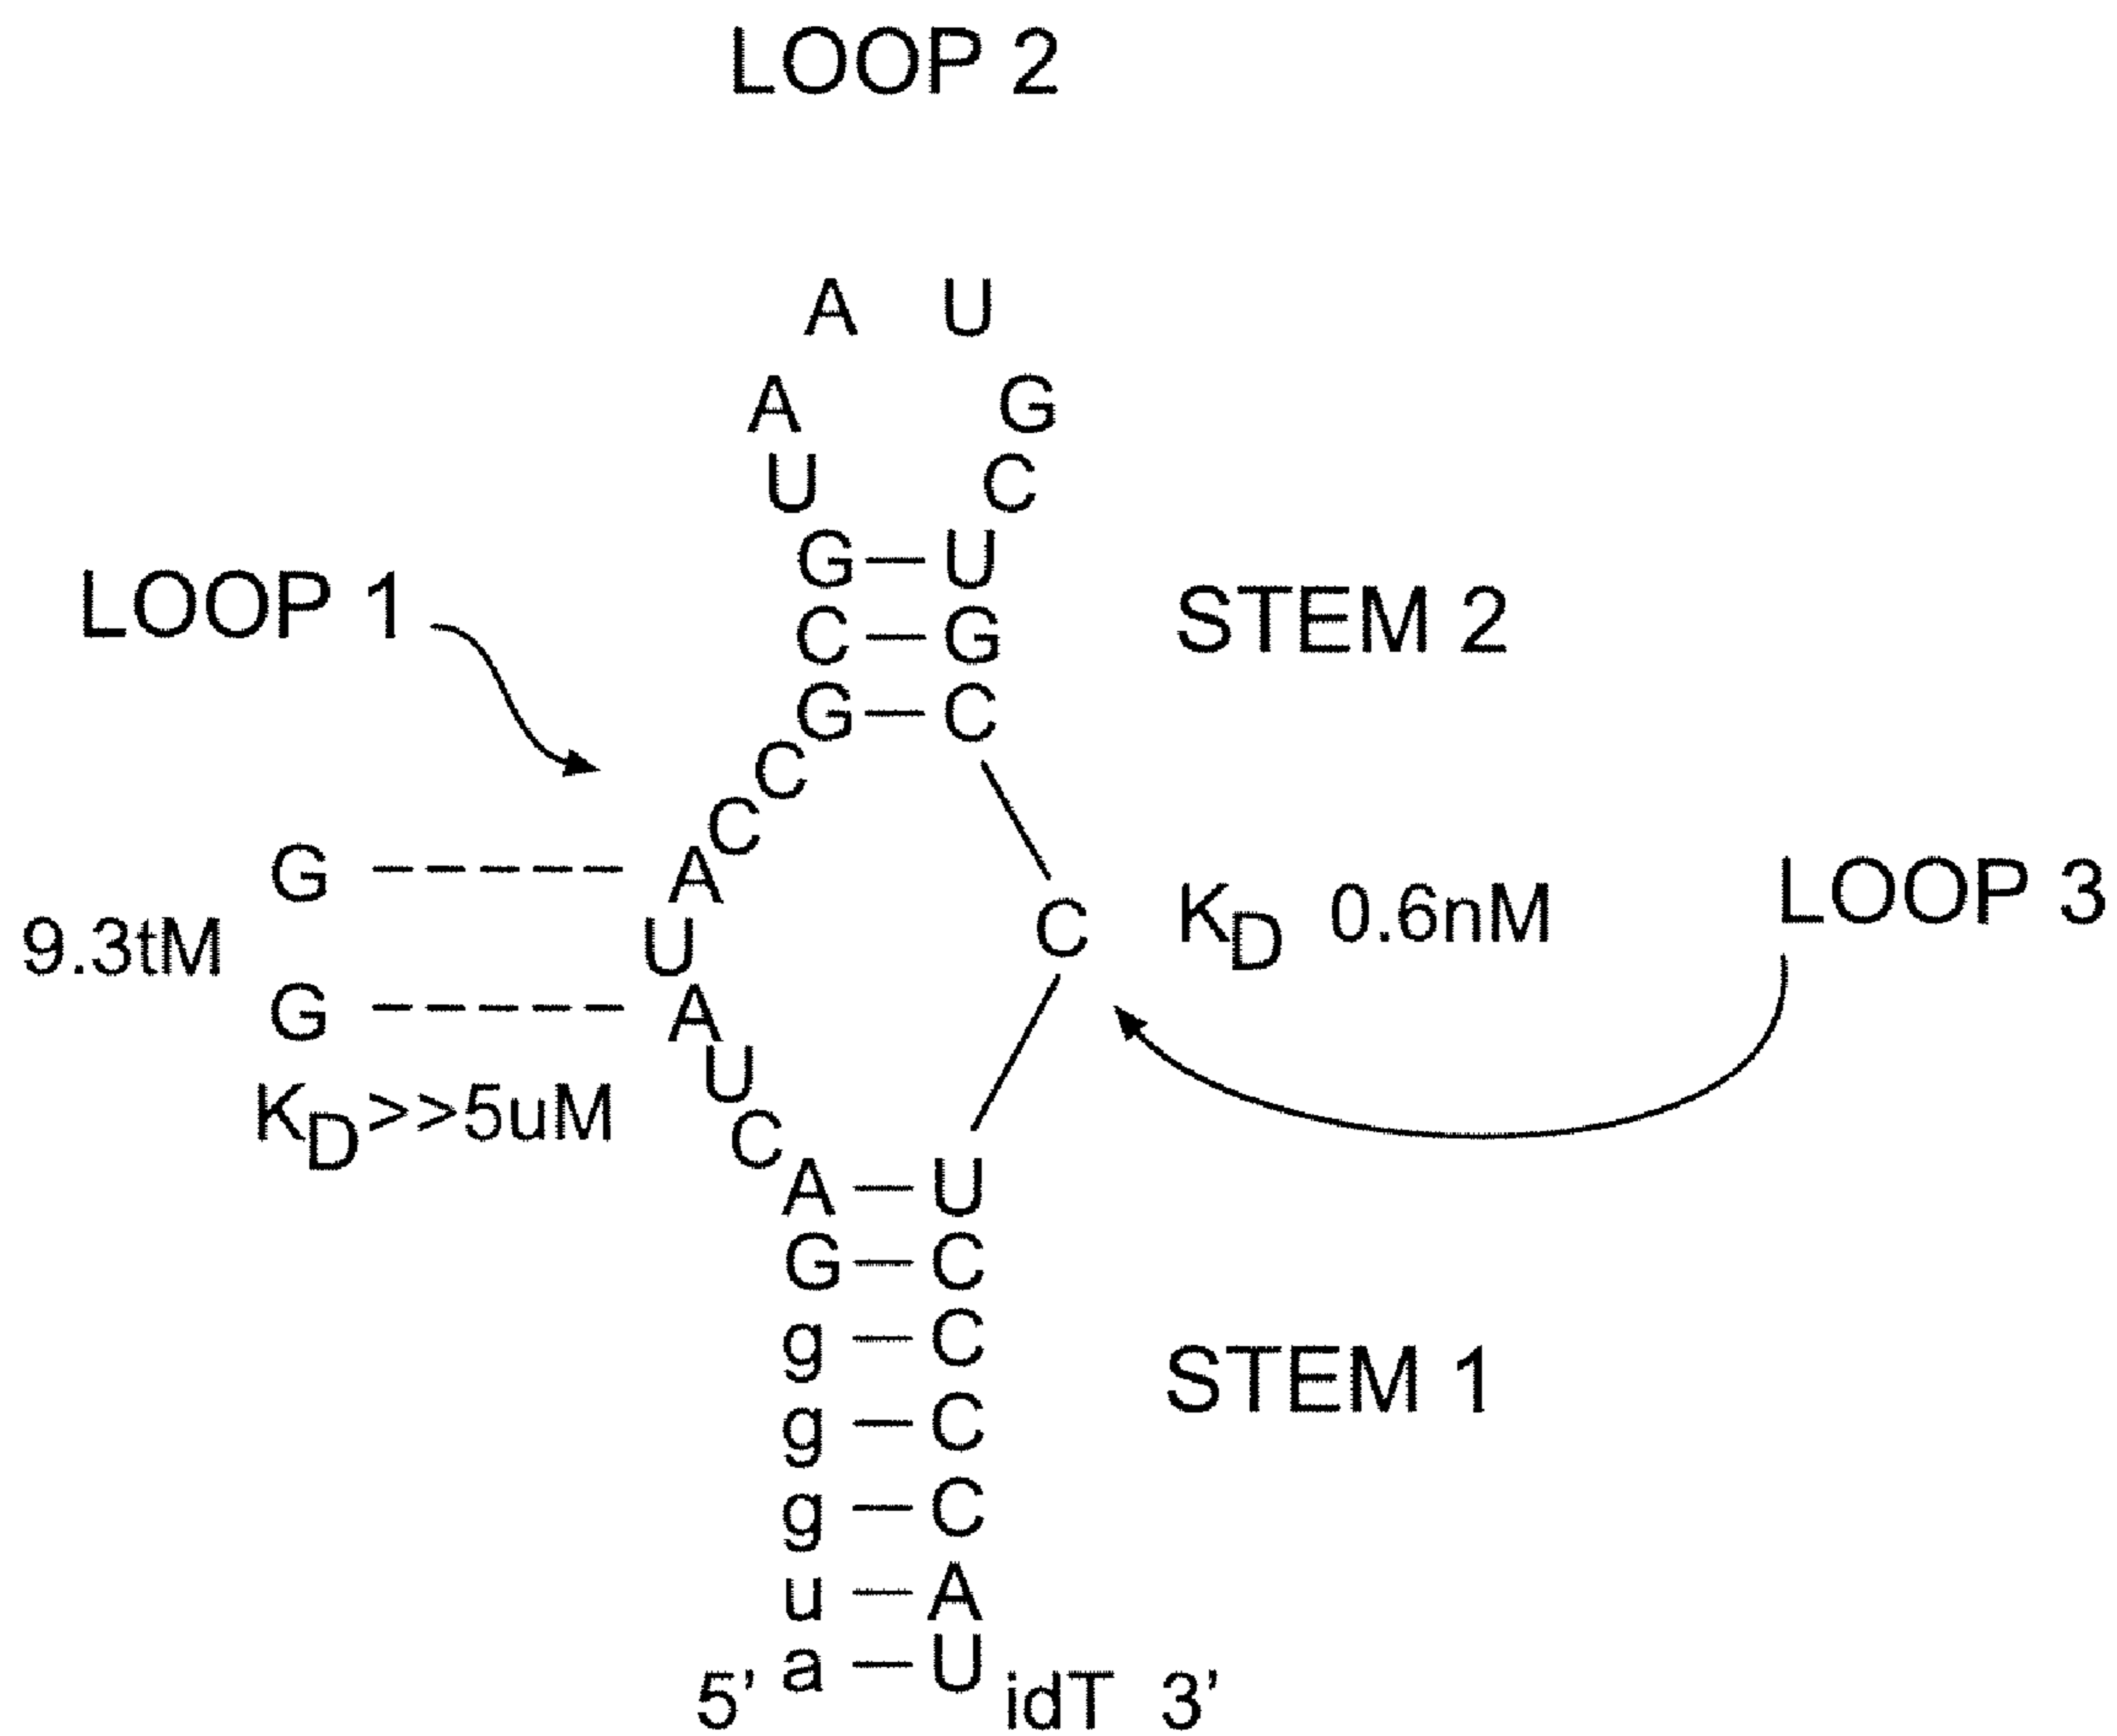 LOOP 2
A U
A G
U C
G — U
LOOP 1
C — G
STEM 2
G — C
C
C
G ----- A
C
K_D 0.6nM
LOOP 3
9.3tM
U
G ----- A
U
K_D>>5uM
C
A — U
G — C
g — C
g — C
STEM 1
g — C
u — A
5’ a — U idT 3’